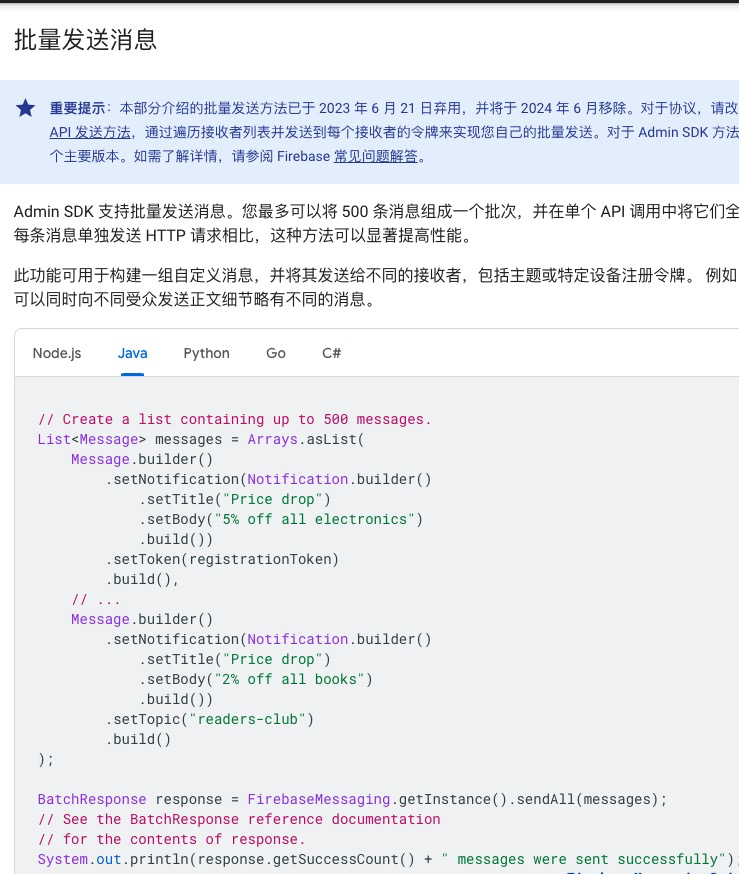 批量发送消息
重要提示：本部分介绍的批量发送方法已于 2023 年 6 月 21 日弃用，并将于 2024 年 6 月移除。对于协议，请改
API 发送方法，通过遍历接收者列表并发送到每个接收者的令牌来实现您自己的批量发送。对于 Admin SDK 方法
个主要版本。如需了解详情，请参阅 Firebase 常见问题解答。
Admin SDK 支持批量发送消息。您最多可以将 500 条消息组成一个批次，并在单个 API 调用中将它们全
每条消息单独发送 HTTP 请求相比，这种方法可以显著提高性能。
此功能可用于构建一组自定义消息，并将其发送给不同的接收者，包括主题或特定设备注册令牌。 例如
可以同时向不同受众发送正文细节略有不同的消息。
Node.js Java Python Go C#
// Create a list containing up to 500 messages.
List<Message> messages = Arrays.asList(
    Message.builder()
        .setNotification(Notification.builder()
            .setTitle("Price drop")
            .setBody("5% off all electronics")
            .build())
        .setToken(registrationToken)
        .build(),
    // ...
    Message.builder()
        .setNotification(Notification.builder()
            .setTitle("Price drop")
            .setBody("2% off all books")
            .build())
        .setTopic("readers-club")
        .build()
);
BatchResponse response = FirebaseMessaging.getInstance().sendAll(messages);
// See the BatchResponse reference documentation
// for the contents of response.
System.out.println(response.getSuccessCount() + " messages were sent successfully");